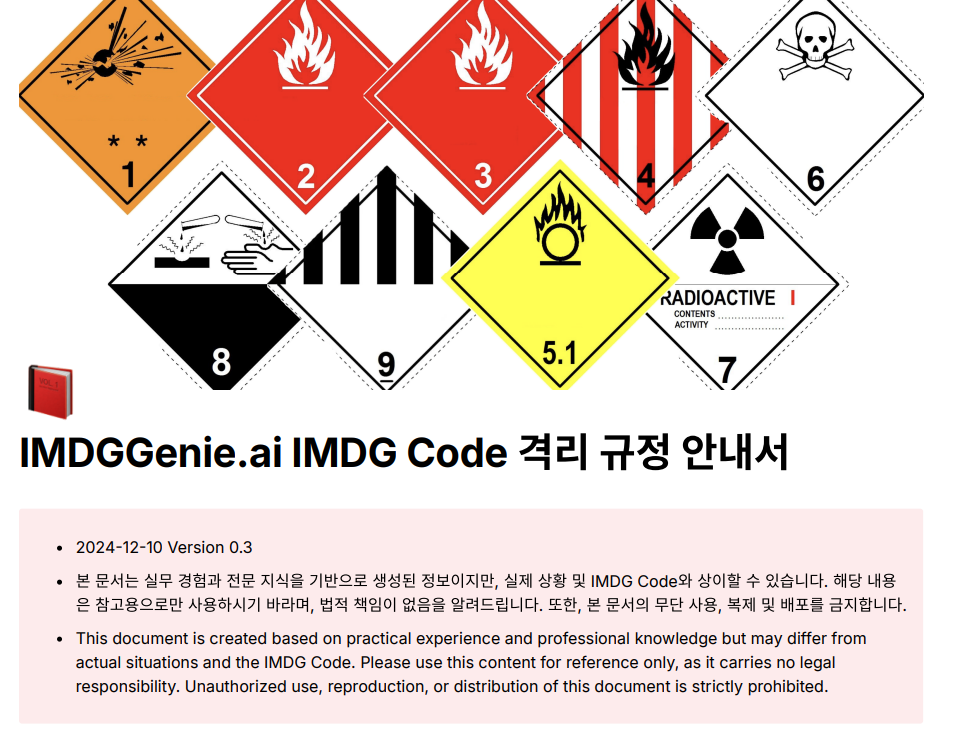 * *
1
2
3
4
6
8
9
5.1
RADIOACTIVE I
CONTENTS
ACTIVITY
7
VOL. 1
IMDGGenie.ai IMDG Code 격리 규정 안내서
• 2024-12-10 Version 0.3
• 본 문서는 실무 경험과 전문 지식을 기반으로 생성된 정보이지만, 실제 상황 및 IMDG Code와 상이할 수 있습니다. 해당 내용
은 참고용으로만 사용하시기 바라며, 법적 책임이 없음을 알려드립니다. 또한, 본 문서의 무단 사용, 복제 및 배포를 금지합니다.
• This document is created based on practical experience and professional knowledge but may differ from
actual situations and the IMDG Code. Please use this content for reference only, as it carries no legal
responsibility. Unauthorized use, reproduction, or distribution of this document is strictly prohibited.